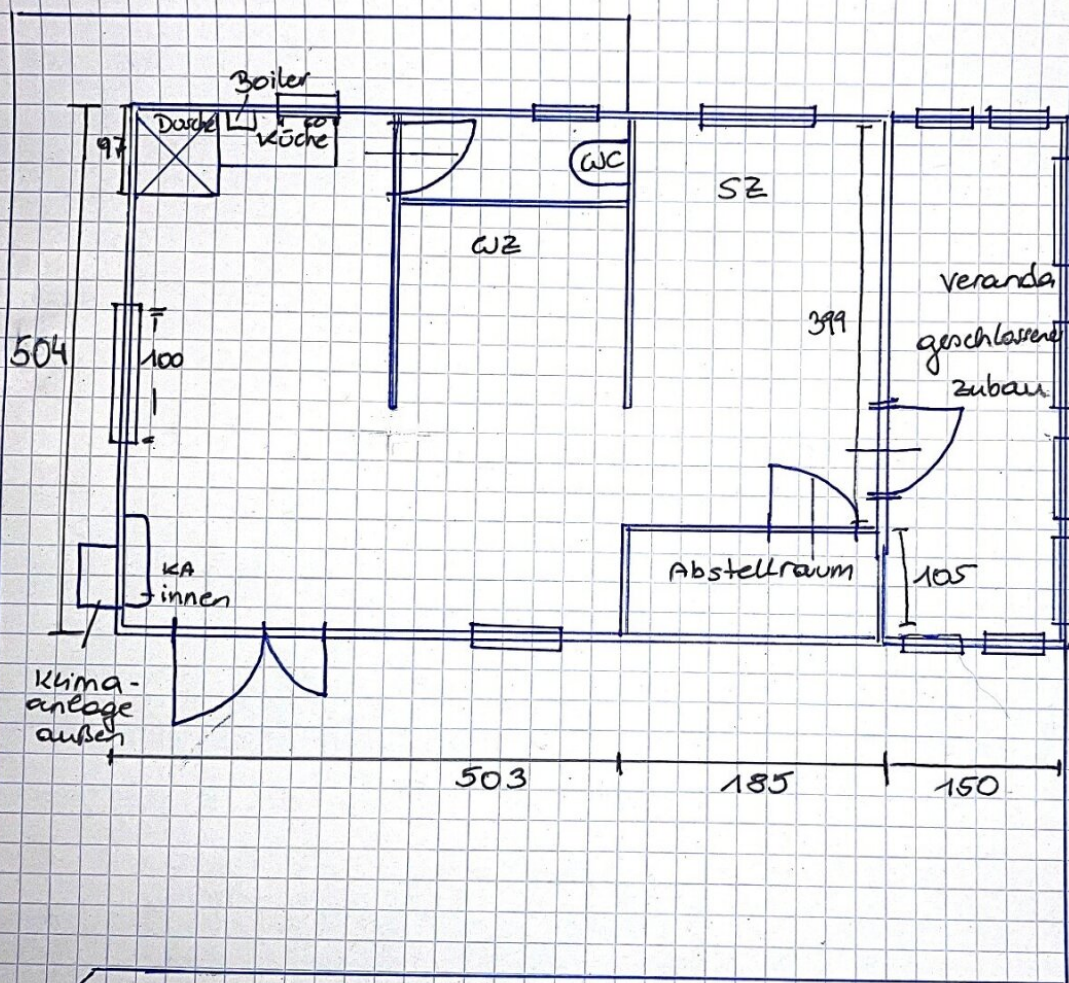 Boiler
Dusche
60
Küche
97
WC
SZ
WZ
veranda
geschlossener
zubau
399
504
100
KA
innen
Abstellraum
105
Klima-
anlage
außen
503
185
150